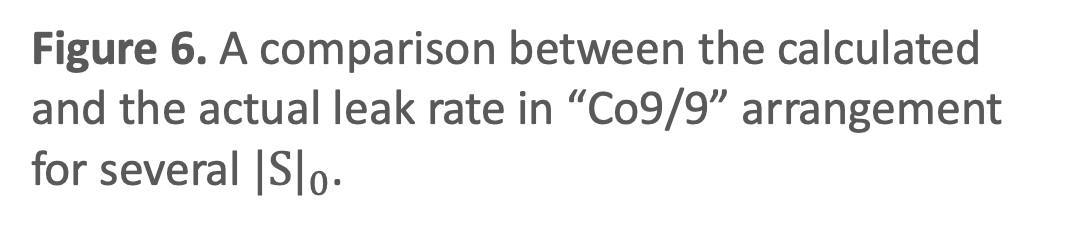 Figure 6. A comparison between the calculated
and the actual leak rate in “Co9/9” arrangement
for several |S|₀.